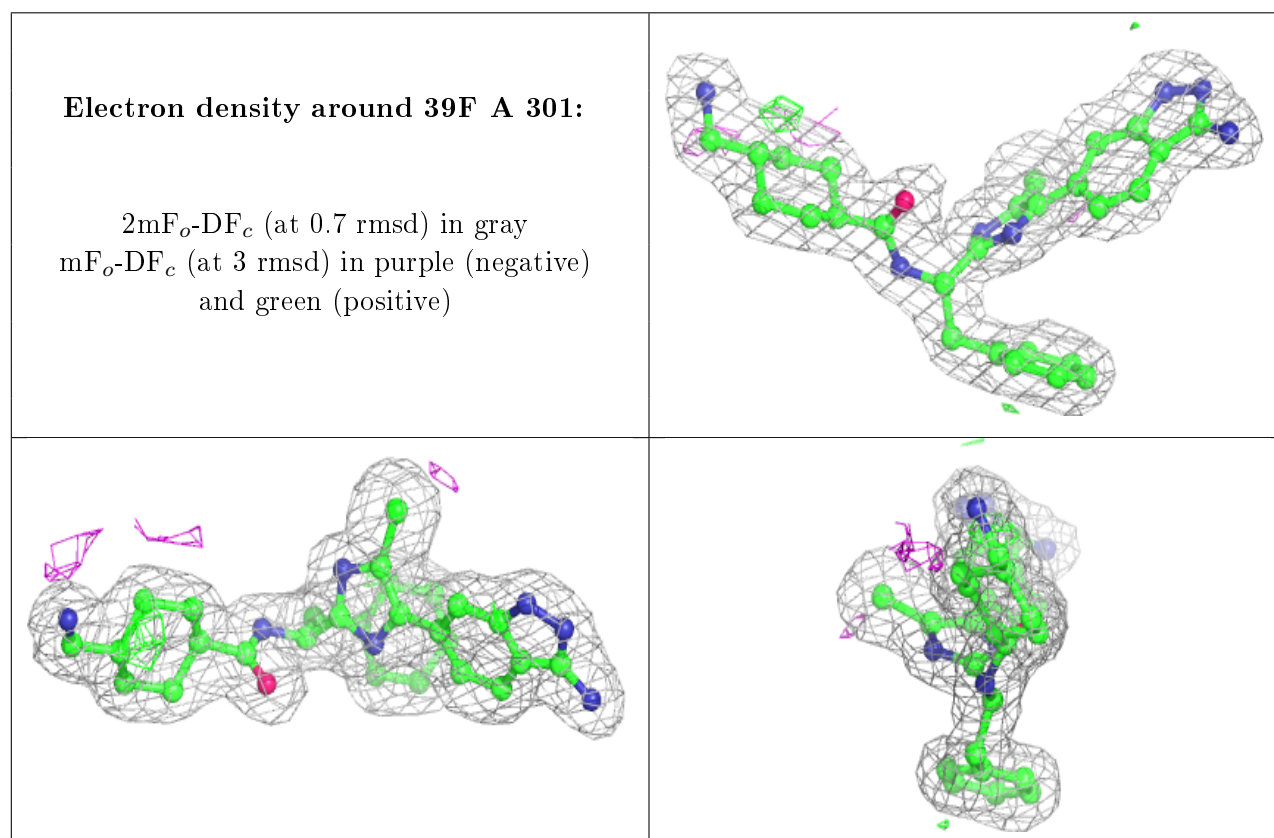 Electron density around 39F A 301:
2mFo-DFc (at 0.7 rmsd) in gray
mFo-DFc (at 3 rmsd) in purple (negative)
and green (positive)